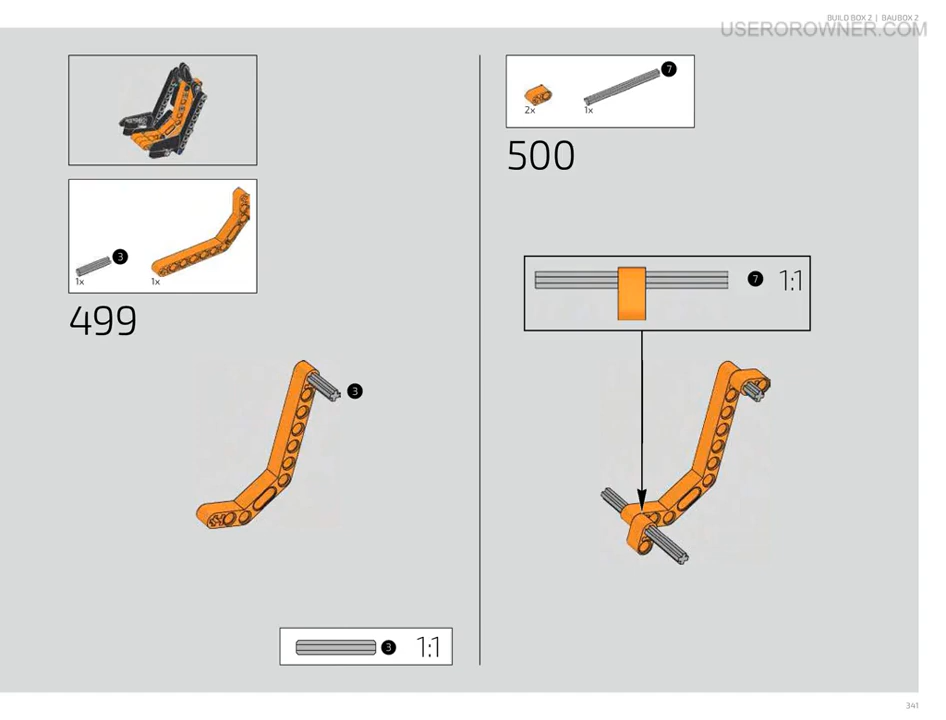 BUILD BOX 2 | BAUBOX 2
USERorOWNER.COM
3
1x
1x
499
3
3
1:1
7
2x
1x
500
7
1:1
341